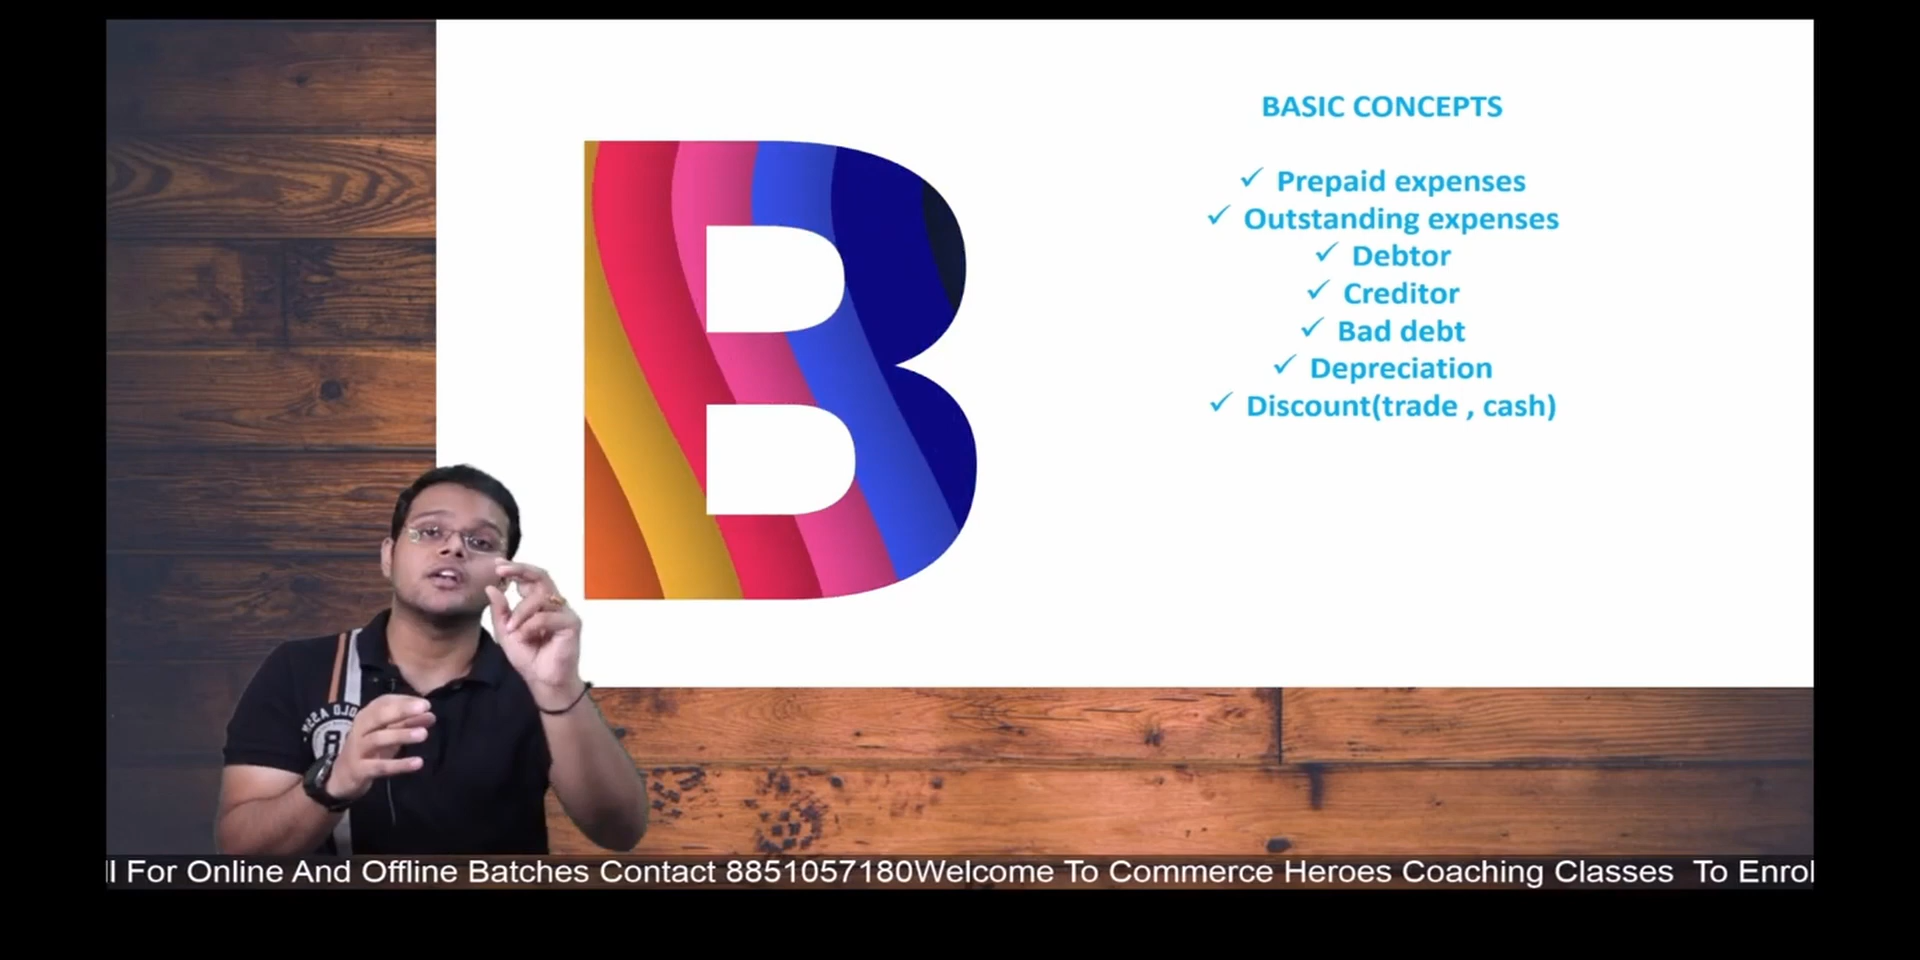 B
BASIC CONCEPTS
✓ Prepaid expenses
✓ Outstanding expenses
✓ Debtor
✓ Creditor
✓ Bad debt
✓ Depreciation
✓ Discount(trade , cash)
ll For Online And Offline Batches Contact 8851057180Welcome To Commerce Heroes Coaching Classes To Enrol